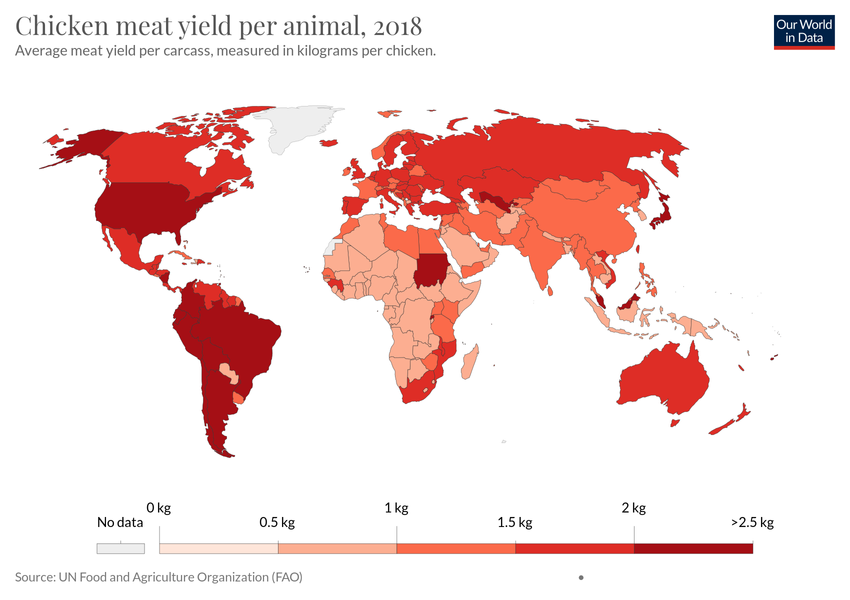 Chicken meat yield per animal, 2018
Average meat yield per carcass, measured in kilograms per chicken.
Our World
in Data
0 kg
1 kg
2 kg
No data
0.5 kg
1.5 kg
>2.5 kg
Source: UN Food and Agriculture Organization (FAO)